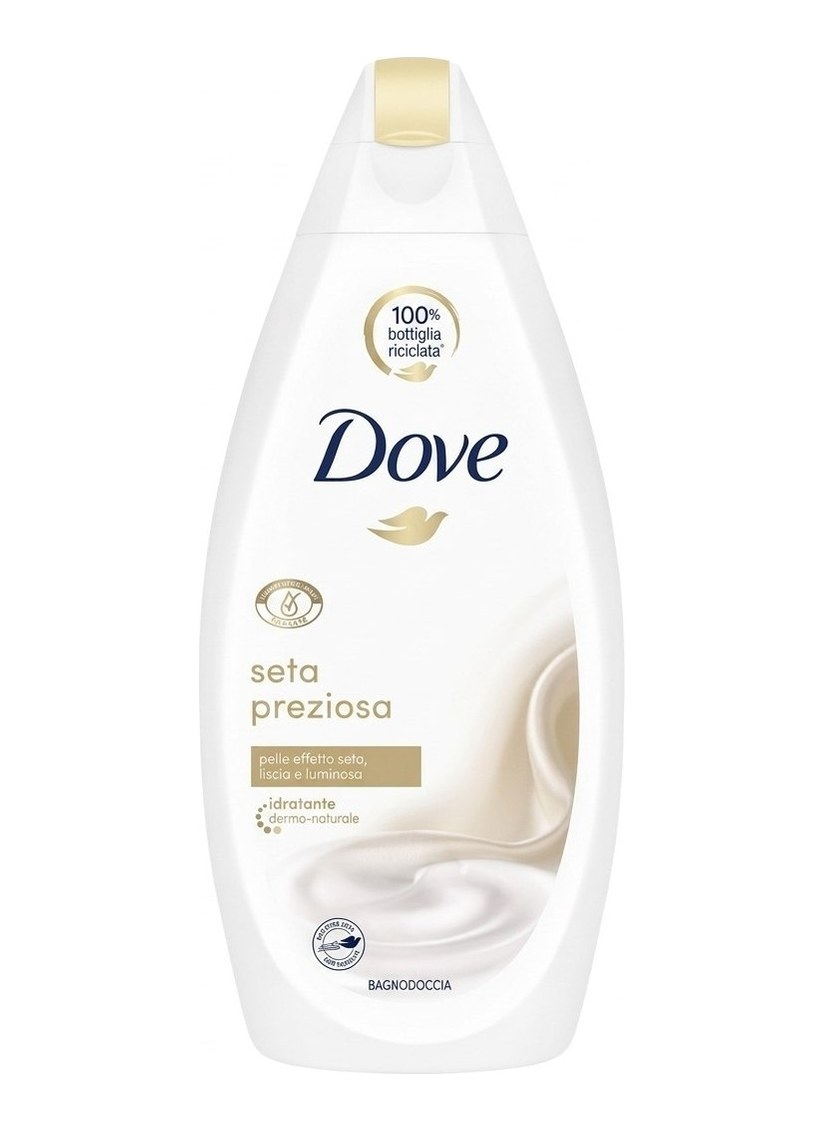 100%
bottiglia
riciclata*
Dove
seta
preziosa
pelle effetto seta,
liscia e luminosa
idratante
dermo-naturale
BAGNODOCCIA